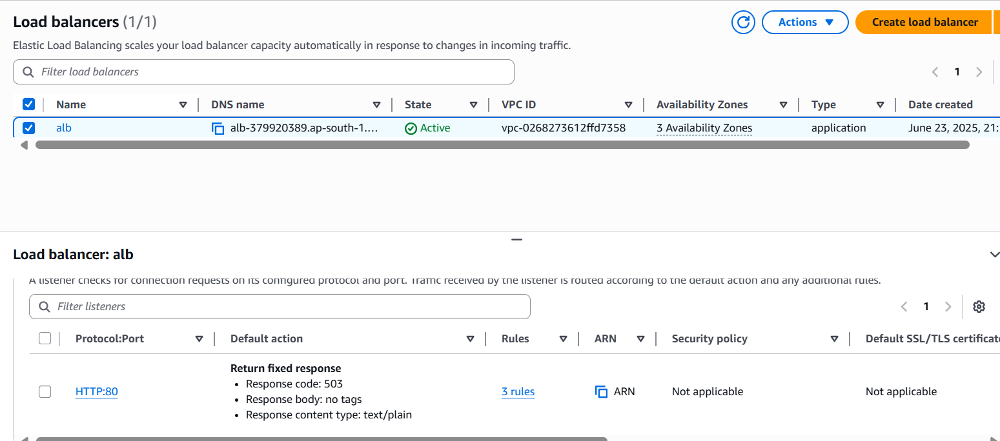 Load balancers (1/1)
Actions
Create load balancer
Elastic Load Balancing scales your load balancer capacity automatically in response to changes in incoming traffic.
Filter load balancers
1
Name DNS name State VPC ID Availability Zones Type Date created
alb alb-379920389.ap-south-1.... Active vpc-0268273612ffd7358 3 Availability Zones application June 23, 2025, 21:
Load balancer: alb
A listener checks for connection requests on its configured protocol and port. Traffic received by the listener is routed according to the default action and any additional rules.
Filter listeners
1
Protocol:Port Default action Rules ARN Security policy Default SSL/TLS certificate
Return fixed response
• Response code: 503
HTTP:80 3 rules ARN Not applicable Not applicable
• Response body: no tags
• Response content type: text/plain